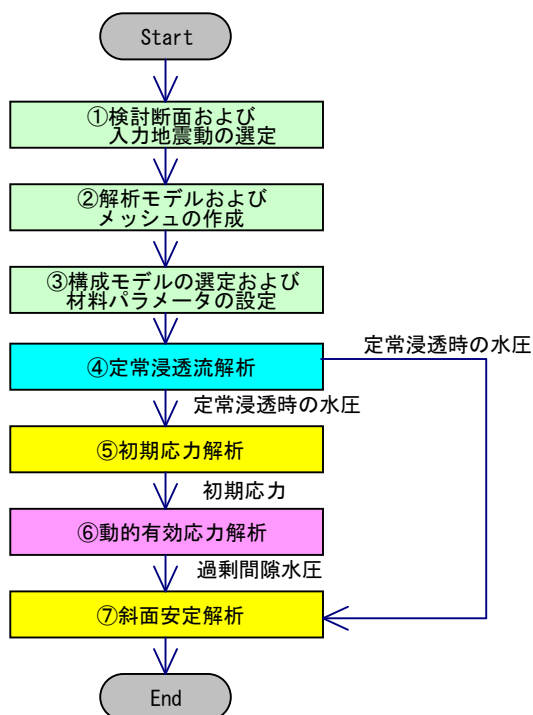 Start
①検討断面および
入力地震動の選定
②解析モデルおよび
メッシュの作成
③構成モデルの選定および
材料パラメータの設定
④定常浸透流解析
定常浸透時の水圧
定常浸透時の水圧
⑤初期応力解析
初期応力
⑥動的有効応力解析
過剰間隙水圧
⑦斜面安定解析
End